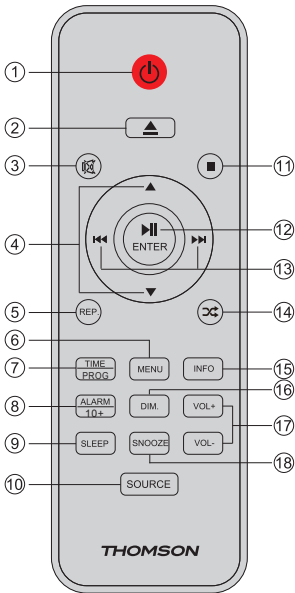 1
2
3
11
4
ENTER
12
13
5
REP.
14
6
7
TIME
PROG
MENU
INFO
15
16
8
ALARM
10+
DIM.
VOL+
17
9
SLEEP
SNOOZE
VOL-
18
10
SOURCE
THOMSON